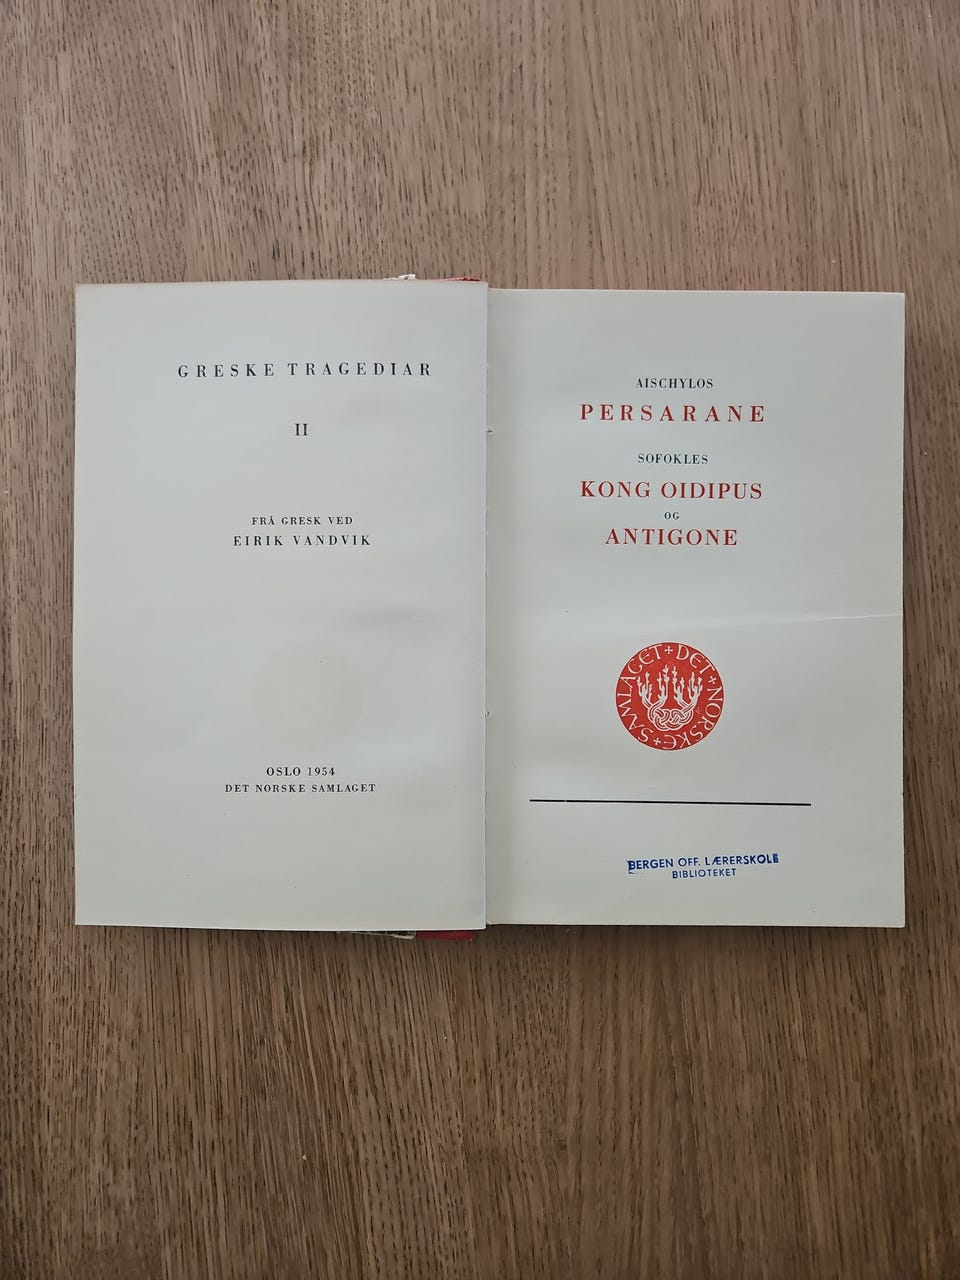 GRESKE TRAGEDIAR
II
FRÅ GRESK VED
EIRIK VANDVIK
OSLO 1954
DET NORSKE SAMLAGET
AISCHYLOS
PERSARANE
SOFOKLES
KONG OIDIPUS
OG
ANTIGONE
DET NORSKE SAMLAGET
BERGEN OFF. LÆRERSKOLE
BIBLIOTEKET